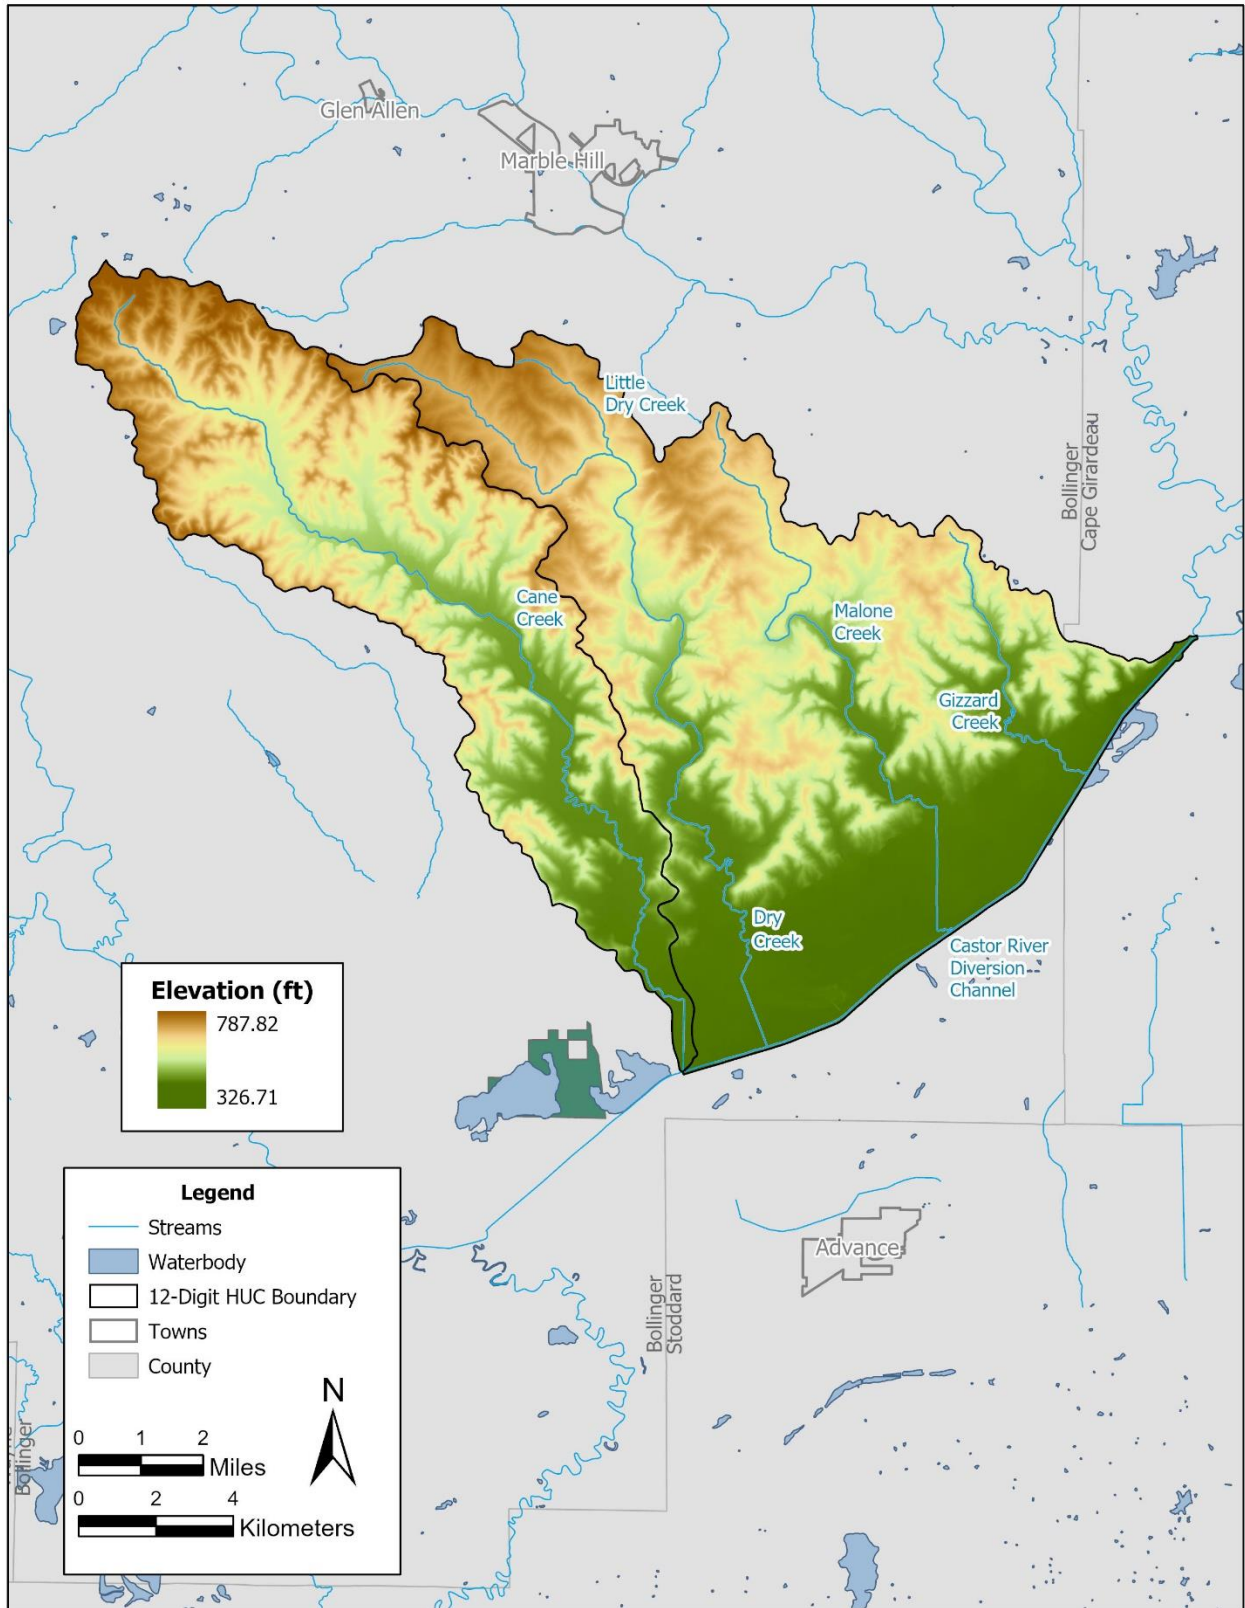 Glen Allen
Marble Hill
Little
Dry Creek
Bollinger
Cape Girardeau
Cane
Creek
Malone
Creek
Gizzard
Creek
Dry
Creek
Castor River
Diversion
Channel
Elevation (ft)
787.82
326.71
Advance
Bollinger
Stoddard
Legend
Streams
Waterbody
12-Digit HUC Boundary
Towns
County
N
0 1 2
Miles
0 2 4
Kilometers
Bollinger